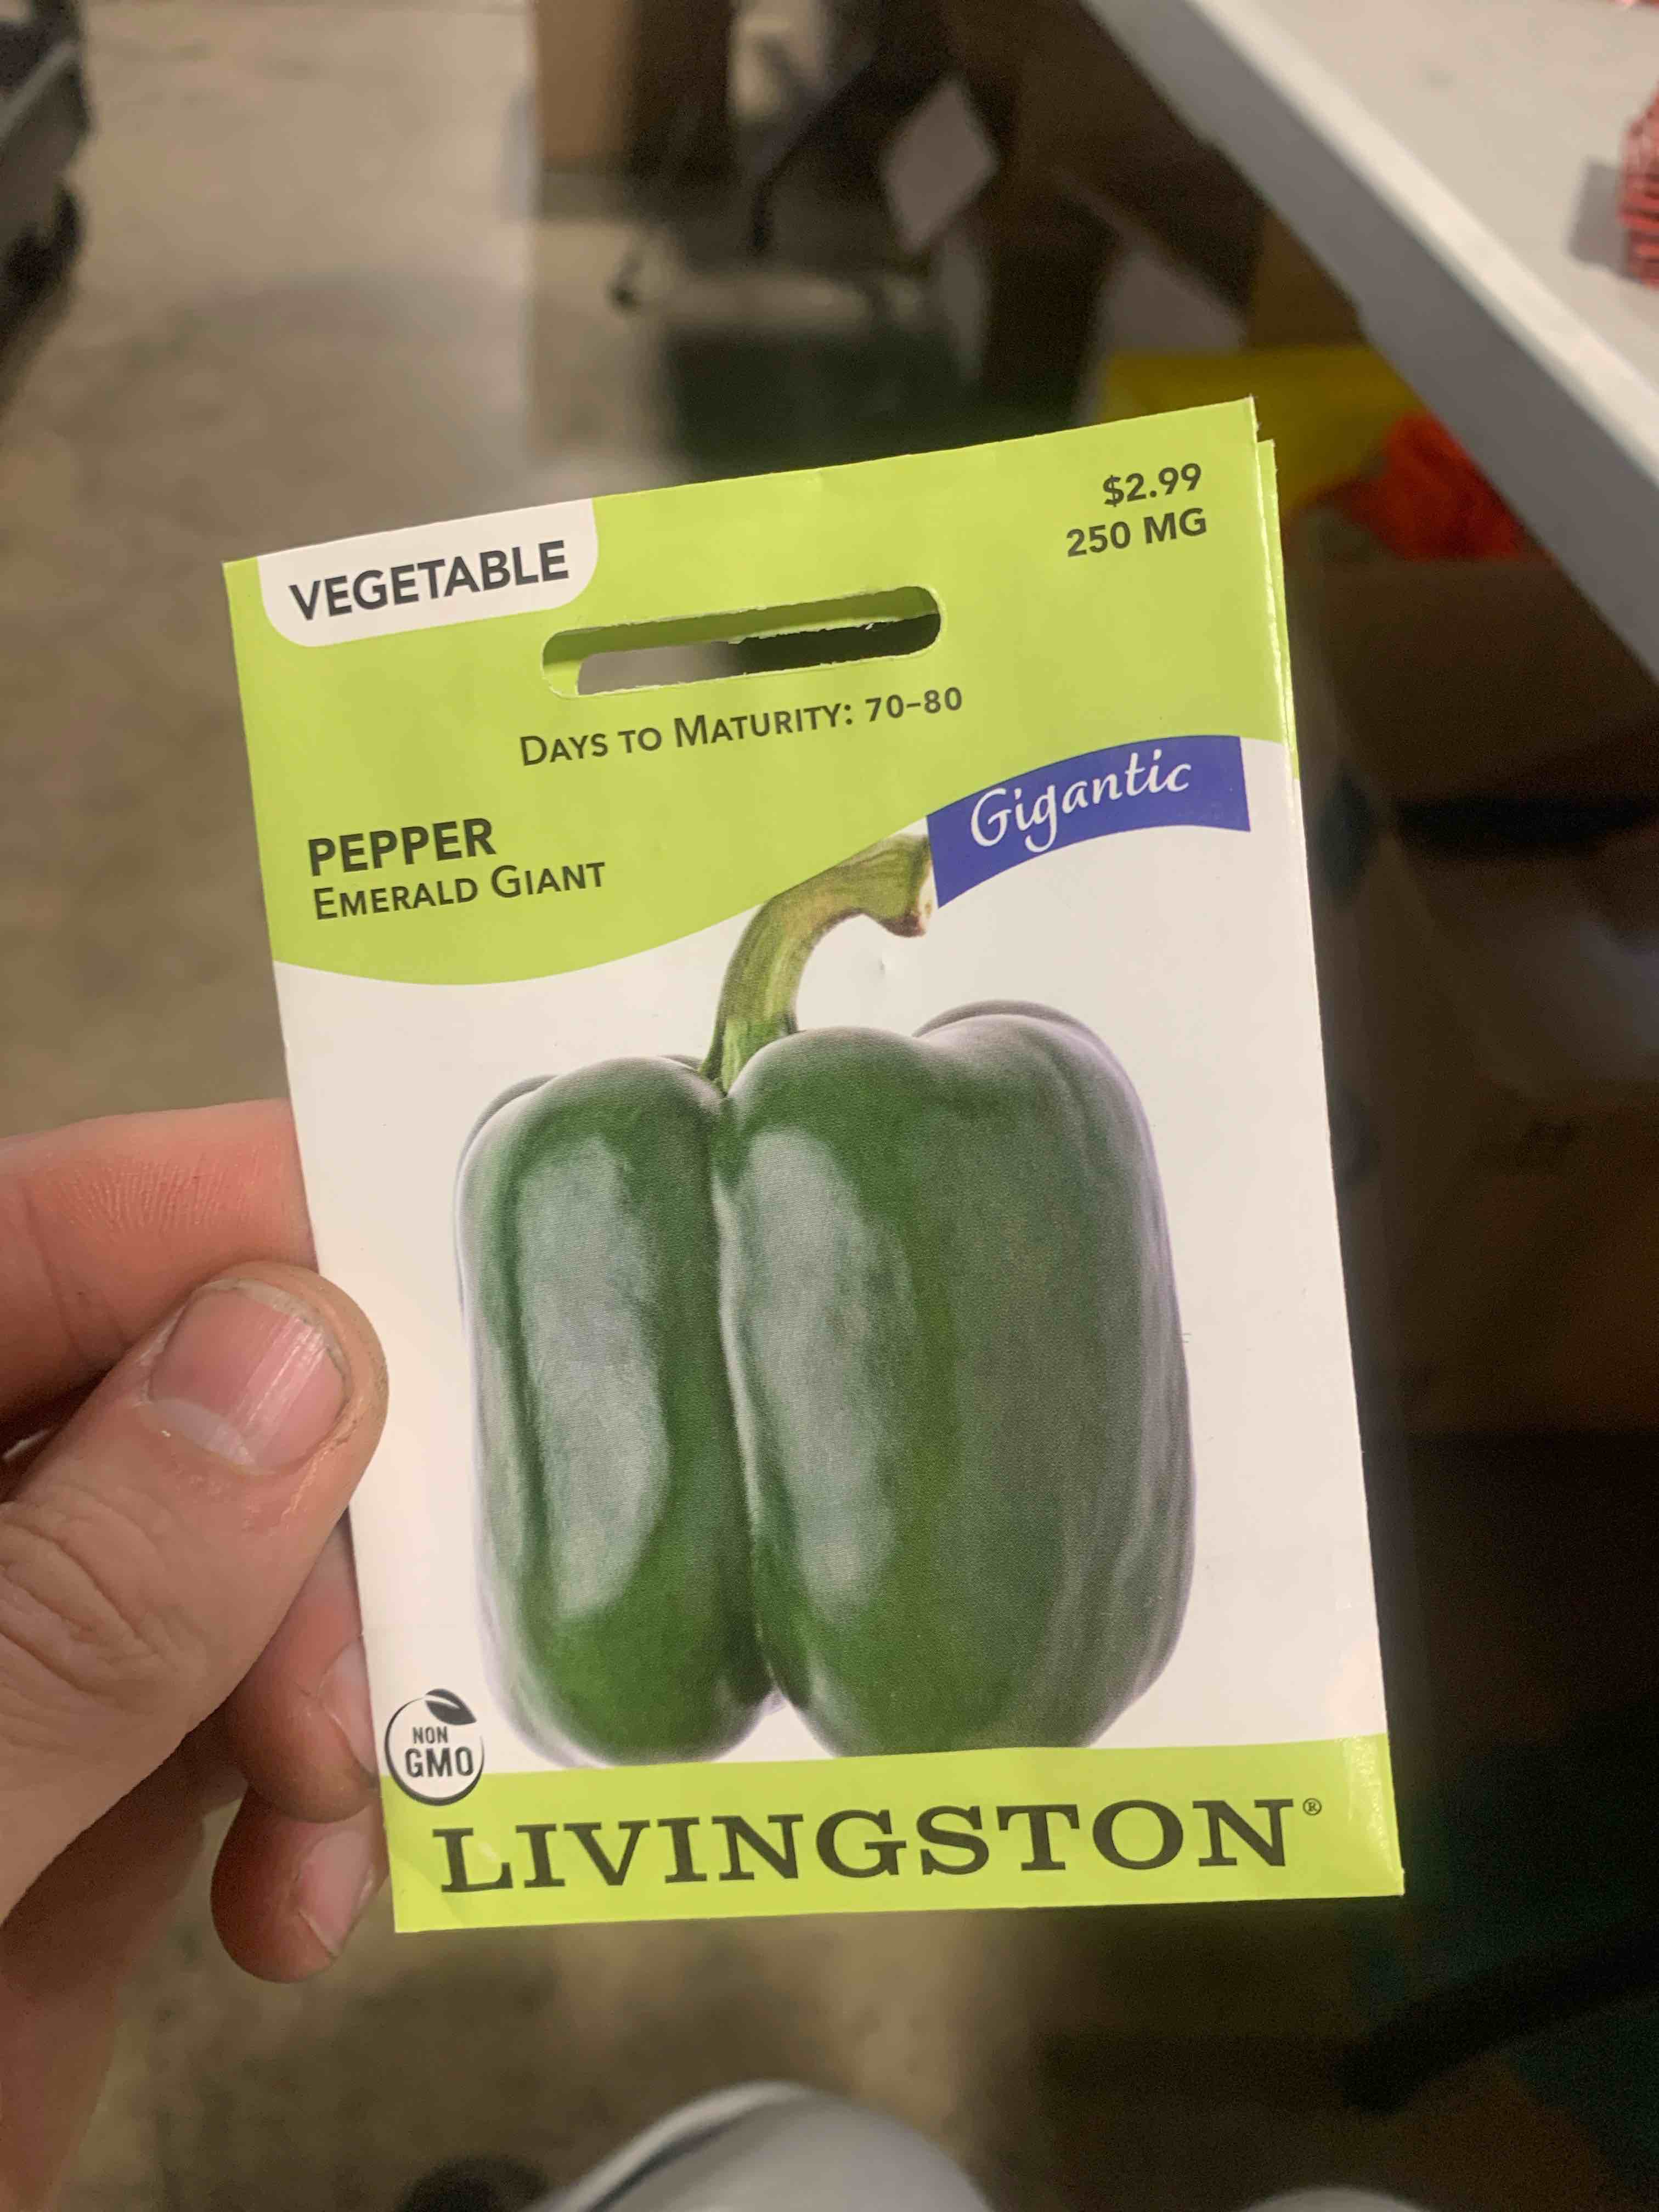 VEGETABLE
$2.99
250 MG
DAYS TO MATURITY: 70-80
Gigantic
PEPPER
EMERALD GIANT
NON
GMO
LIVINGSTON®